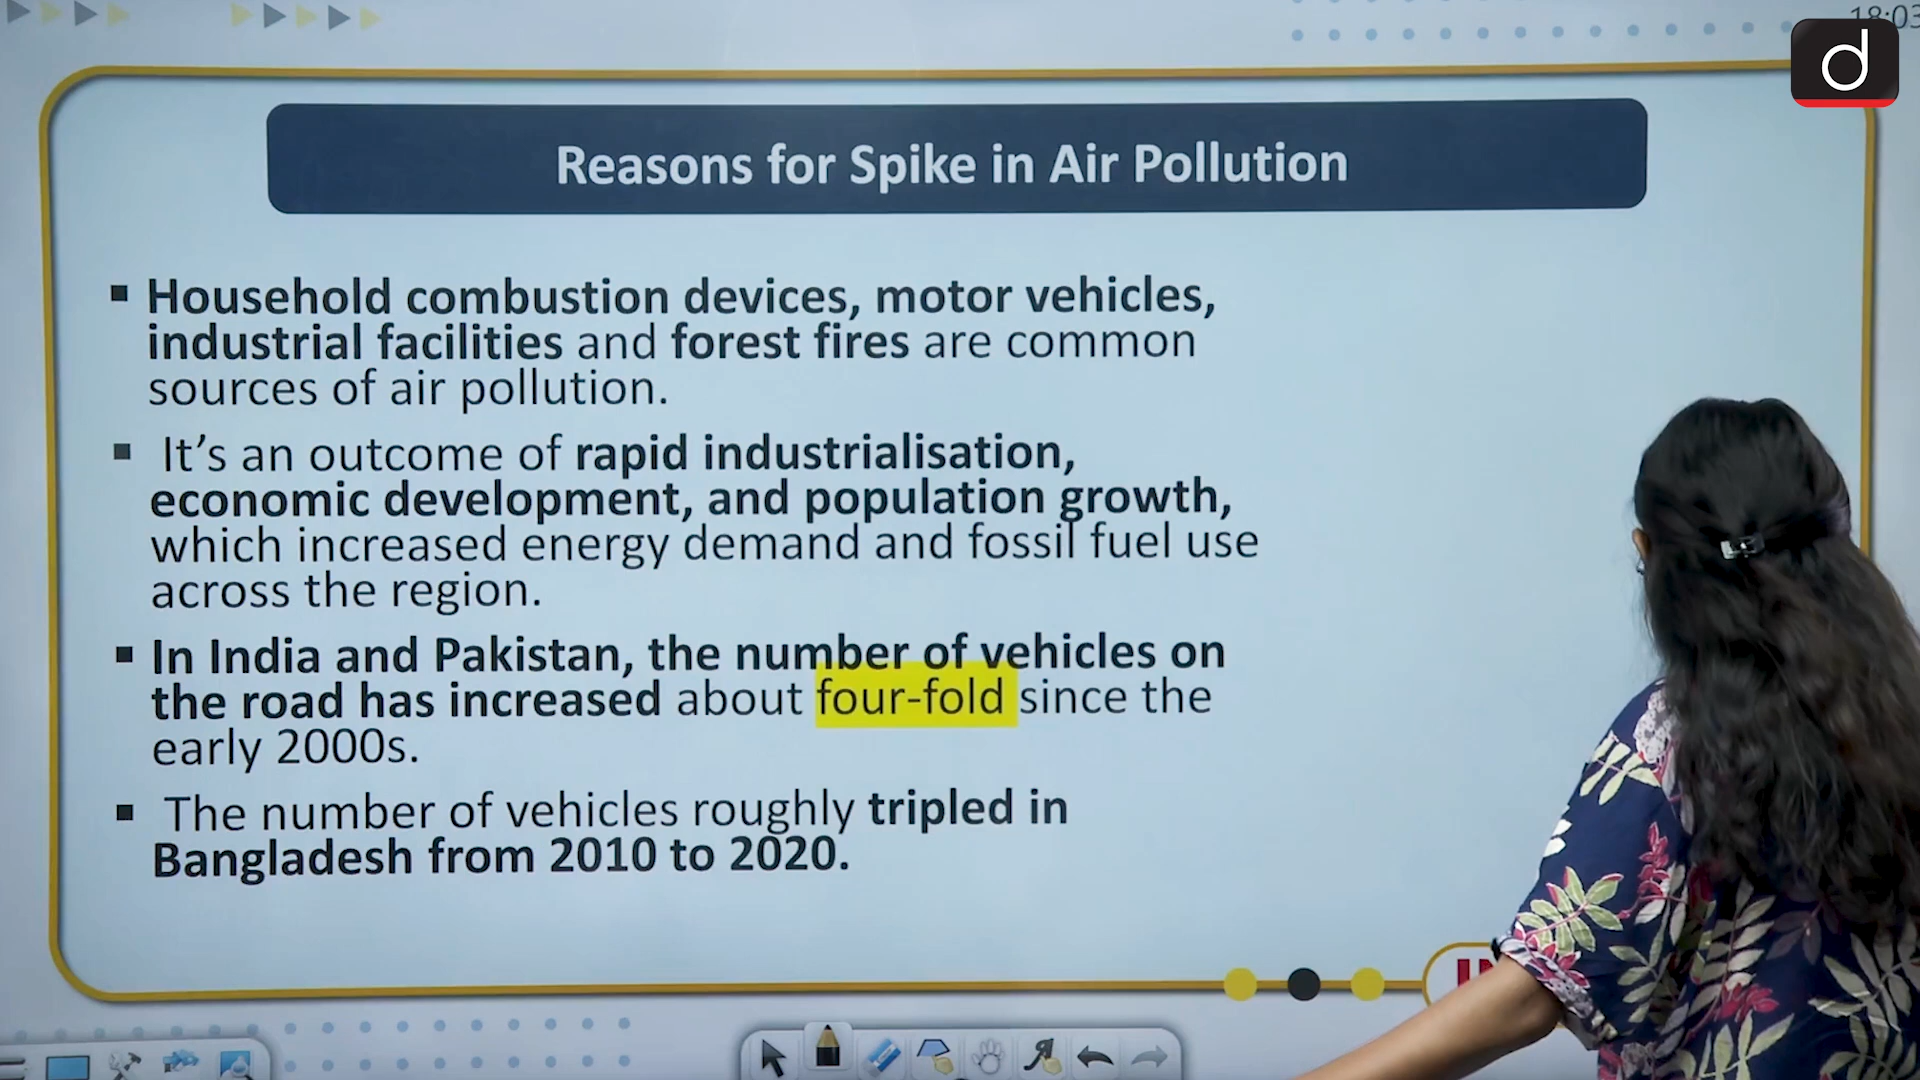 18:03
d
Reasons for Spike in Air Pollution
▪ Household combustion devices, motor vehicles,
industrial facilities and forest fires are common
sources of air pollution.
▪ It’s an outcome of rapid industrialisation,
economic development, and population growth,
which increased energy demand and fossil fuel use
across the region.
▪ In India and Pakistan, the number of vehicles on
the road has increased about four-fold since the
early 2000s.
▪ The number of vehicles roughly tripled in
Bangladesh from 2010 to 2020.